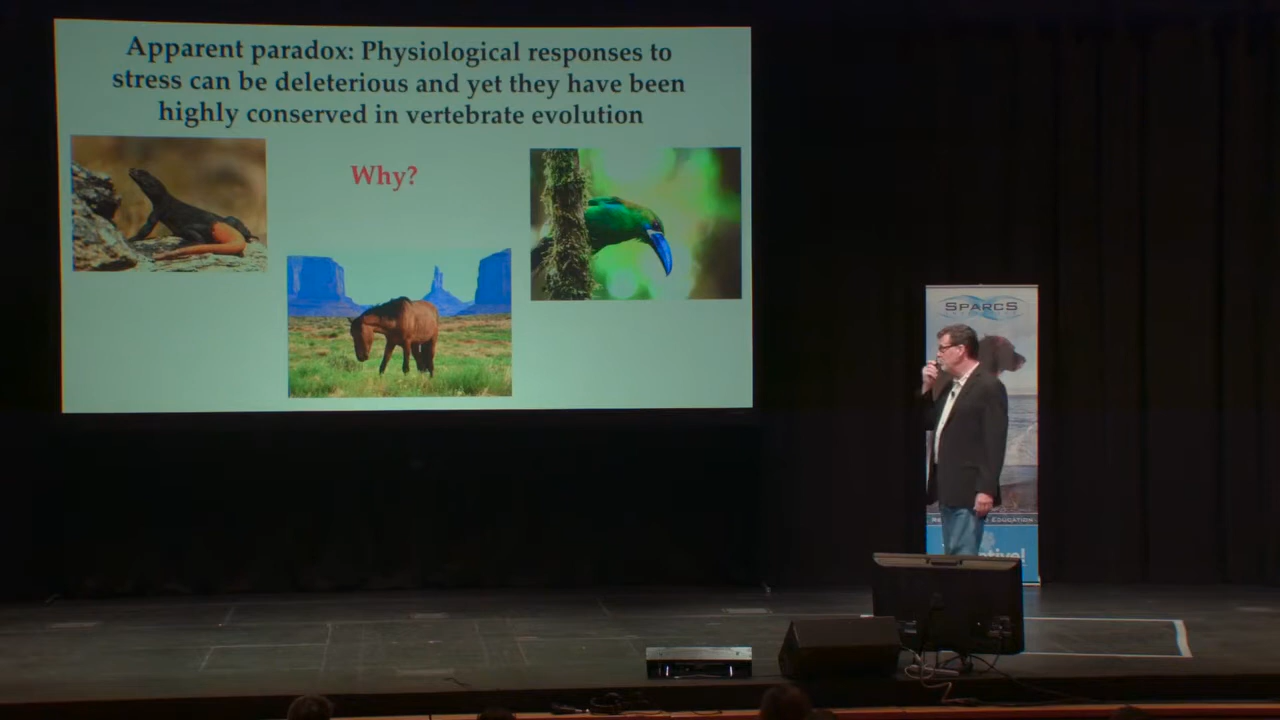 Apparent paradox: Physiological responses to
stress can be deleterious and yet they have been
highly conserved in vertebrate evolution
Why?
SPARCS
EDUCATION